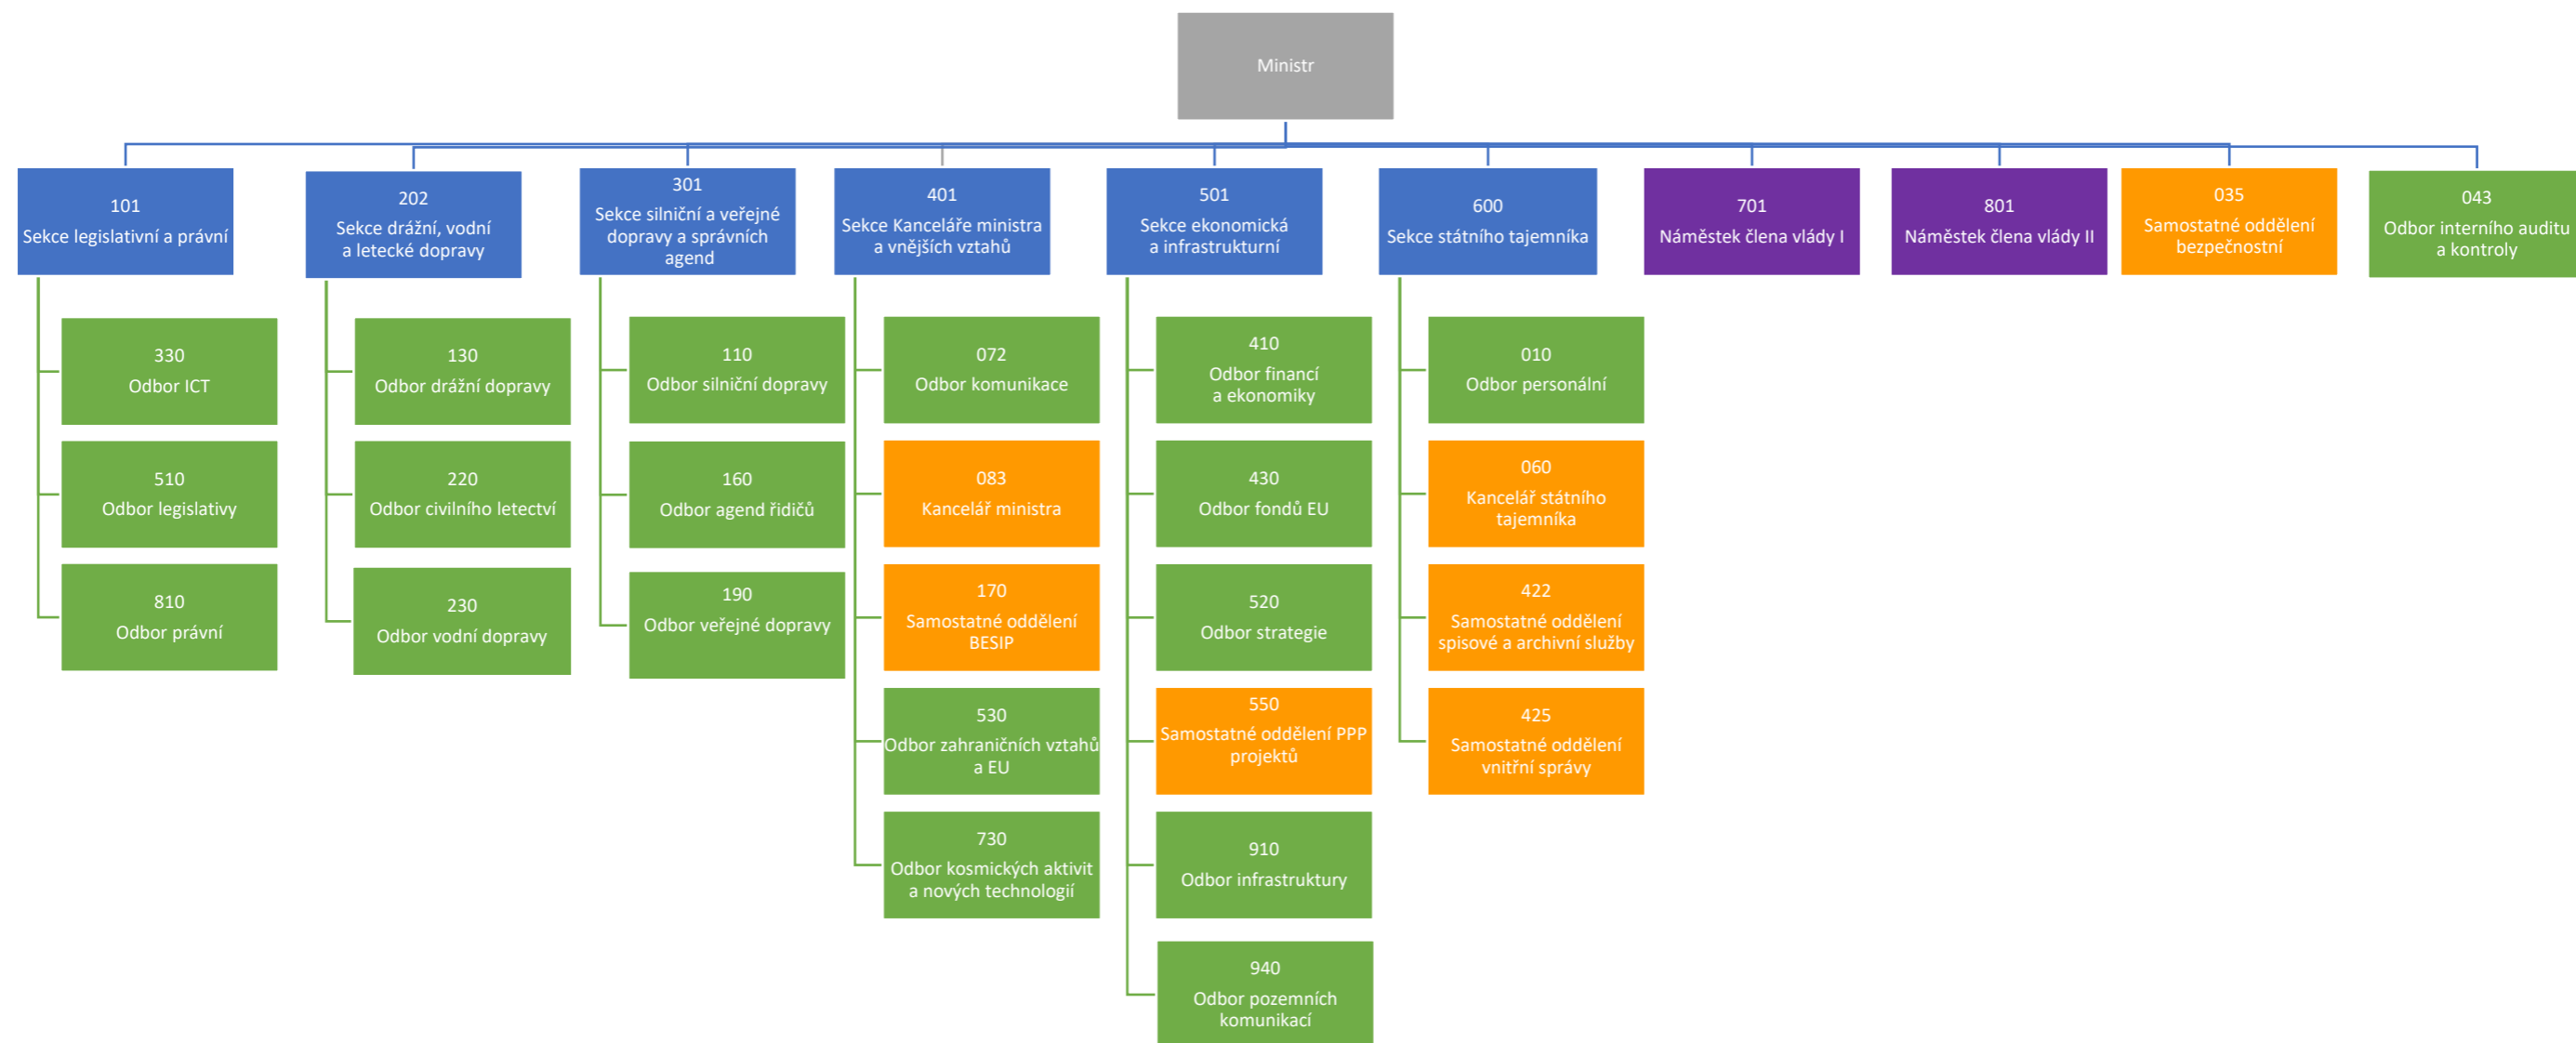 Ministr
101
Sekce legislativní a právní
202
Sekce drážní, vodní
a letecké dopravy
301
Sekce silniční a veřejné
dopravy a správních
agend
401
Sekce Kanceláře ministra
a vnějších vztahů
501
Sekce ekonomická
a infrastrukturní
600
Sekce státního tajemníka
701
Náměstek člena vlády I
801
Náměstek člena vlády II
035
Samostatné oddělení
bezpečnostní
043
Odbor interního auditu
a kontroly
330
Odbor ICT
510
Odbor legislativy
810
Odbor právní
130
Odbor drážní dopravy
220
Odbor civilního letectví
230
Odbor vodní dopravy
110
Odbor silniční dopravy
160
Odbor agend řidičů
190
Odbor veřejné dopravy
072
Odbor komunikace
083
Kancelář ministra
170
Samostatné oddělení
BESIP
530
Odbor zahraničních vztahů
a EU
730
Odbor kosmických aktivit
a nových technologií
410
Odbor financí
a ekonomiky
430
Odbor fondů EU
520
Odbor strategie
550
Samostatné oddělení PPP
projektů
910
Odbor infrastruktury
940
Odbor pozemních
komunikací
010
Odbor personální
060
Kancelář státního
tajemníka
422
Samostatné oddělení
spisové a archivní služby
425
Samostatné oddělení
vnitřní správy